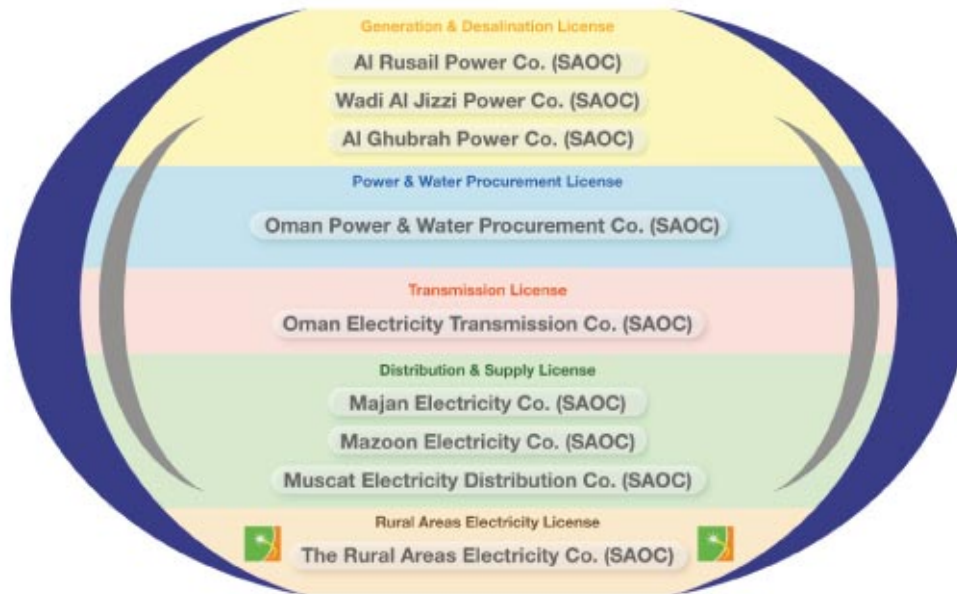 Generation & Desalination License
Al Rusail Power Co. (SAOC)
Wadi Al Jizzi Power Co. (SAOC)
Al Ghubrah Power Co. (SAOC)
Power & Water Procurement License
Oman Power & Water Procurement Co. (SAOC)
Transmission License
Oman Electricity Transmission Co. (SAOC)
Distribution & Supply License
Majan Electricity Co. (SAOC)
Mazoon Electricity Co. (SAOC)
Muscat Electricity Distribution Co. (SAOC)
Rural Areas Electricity License
The Rural Areas Electricity Co. (SAOC)